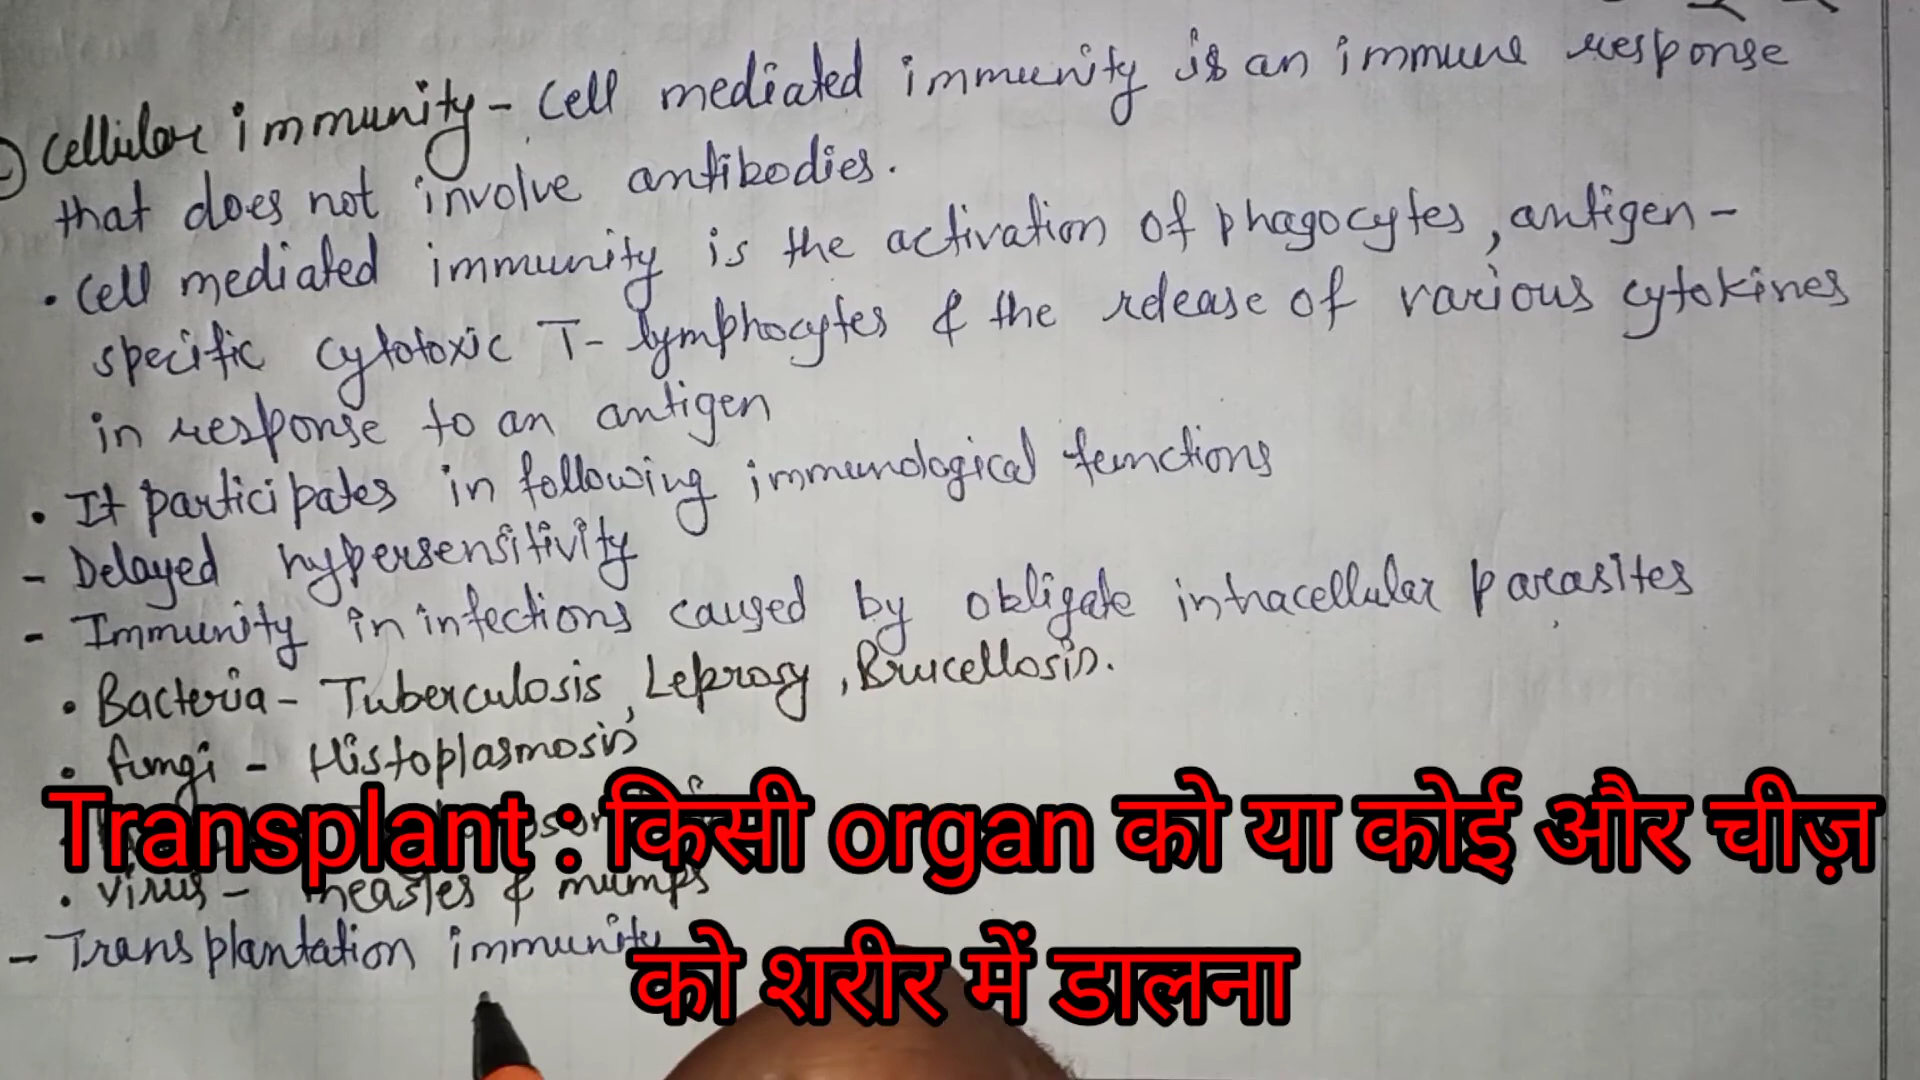 Cellular immunity - Cell mediated immunity is an immune response
that does not involve antibodies.
• Cell mediated immunity is the activation of phagocytes, antigen-
specific cytotoxic T- lymphocytes & the release of various cytokines
in response to an antigen
• It participates in following immunological functions
- Delayed hypersensitivity
- Immunity in infections caused by obligate intracellular parasites
• Bacteria - Tuberculosis, Leprosy, Brucellosis.
• fungi - Histoplasmosis
Transplant : किसी organ को या कोई और चीज़
• virus - measles & mumps
- Transplantation immunity
को शरीर में डालना